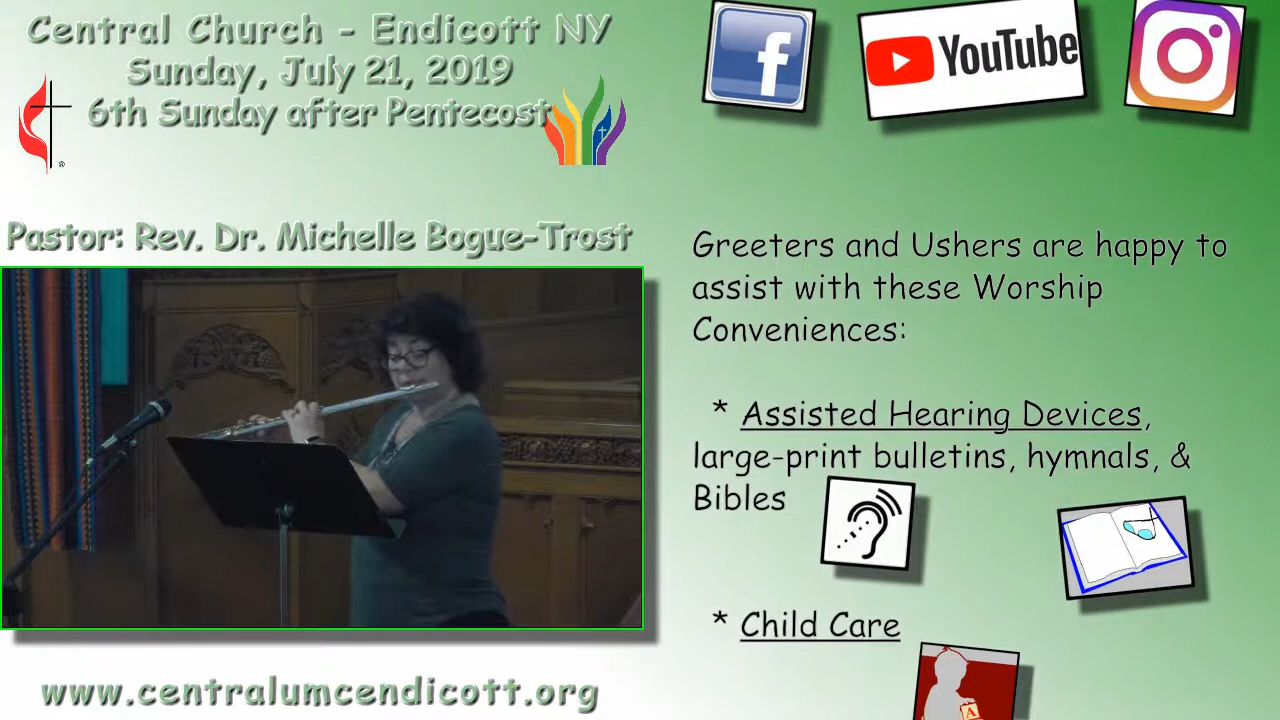 Central Church - Endicott NY
Sunday, July 21, 2019
6th Sunday after Pentecost
®
Pastor: Rev. Dr. Michelle Bogue-Trost
www.centralumcendicott.org
f
YouTube
Greeters and Ushers are happy to
assist with these Worship
Conveniences:
* Assisted Hearing Devices,
large-print bulletins, hymnals, &
Bibles
* Child Care
A